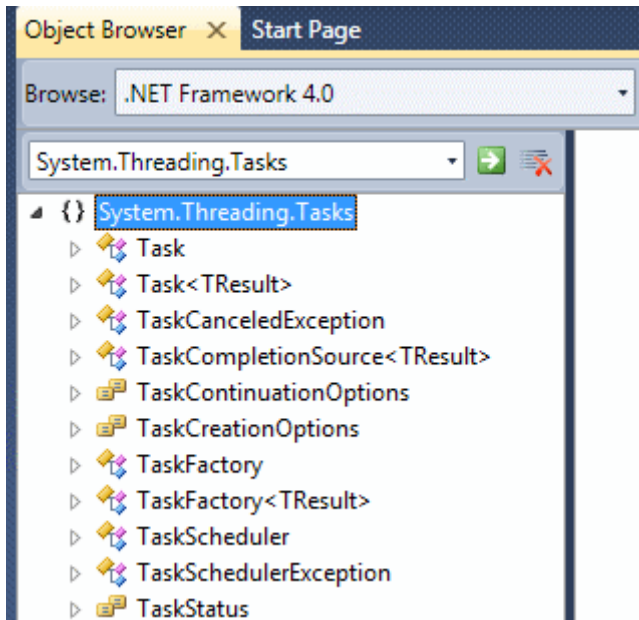 Object Browser Start Page
Browse: .NET Framework 4.0
System.Threading.Tasks
{} System.Threading.Tasks
Task
Task<TResult>
TaskCanceledException
TaskCompletionSource<TResult>
TaskContinuationOptions
TaskCreationOptions
TaskFactory
TaskFactory<TResult>
TaskScheduler
TaskSchedulerException
TaskStatus